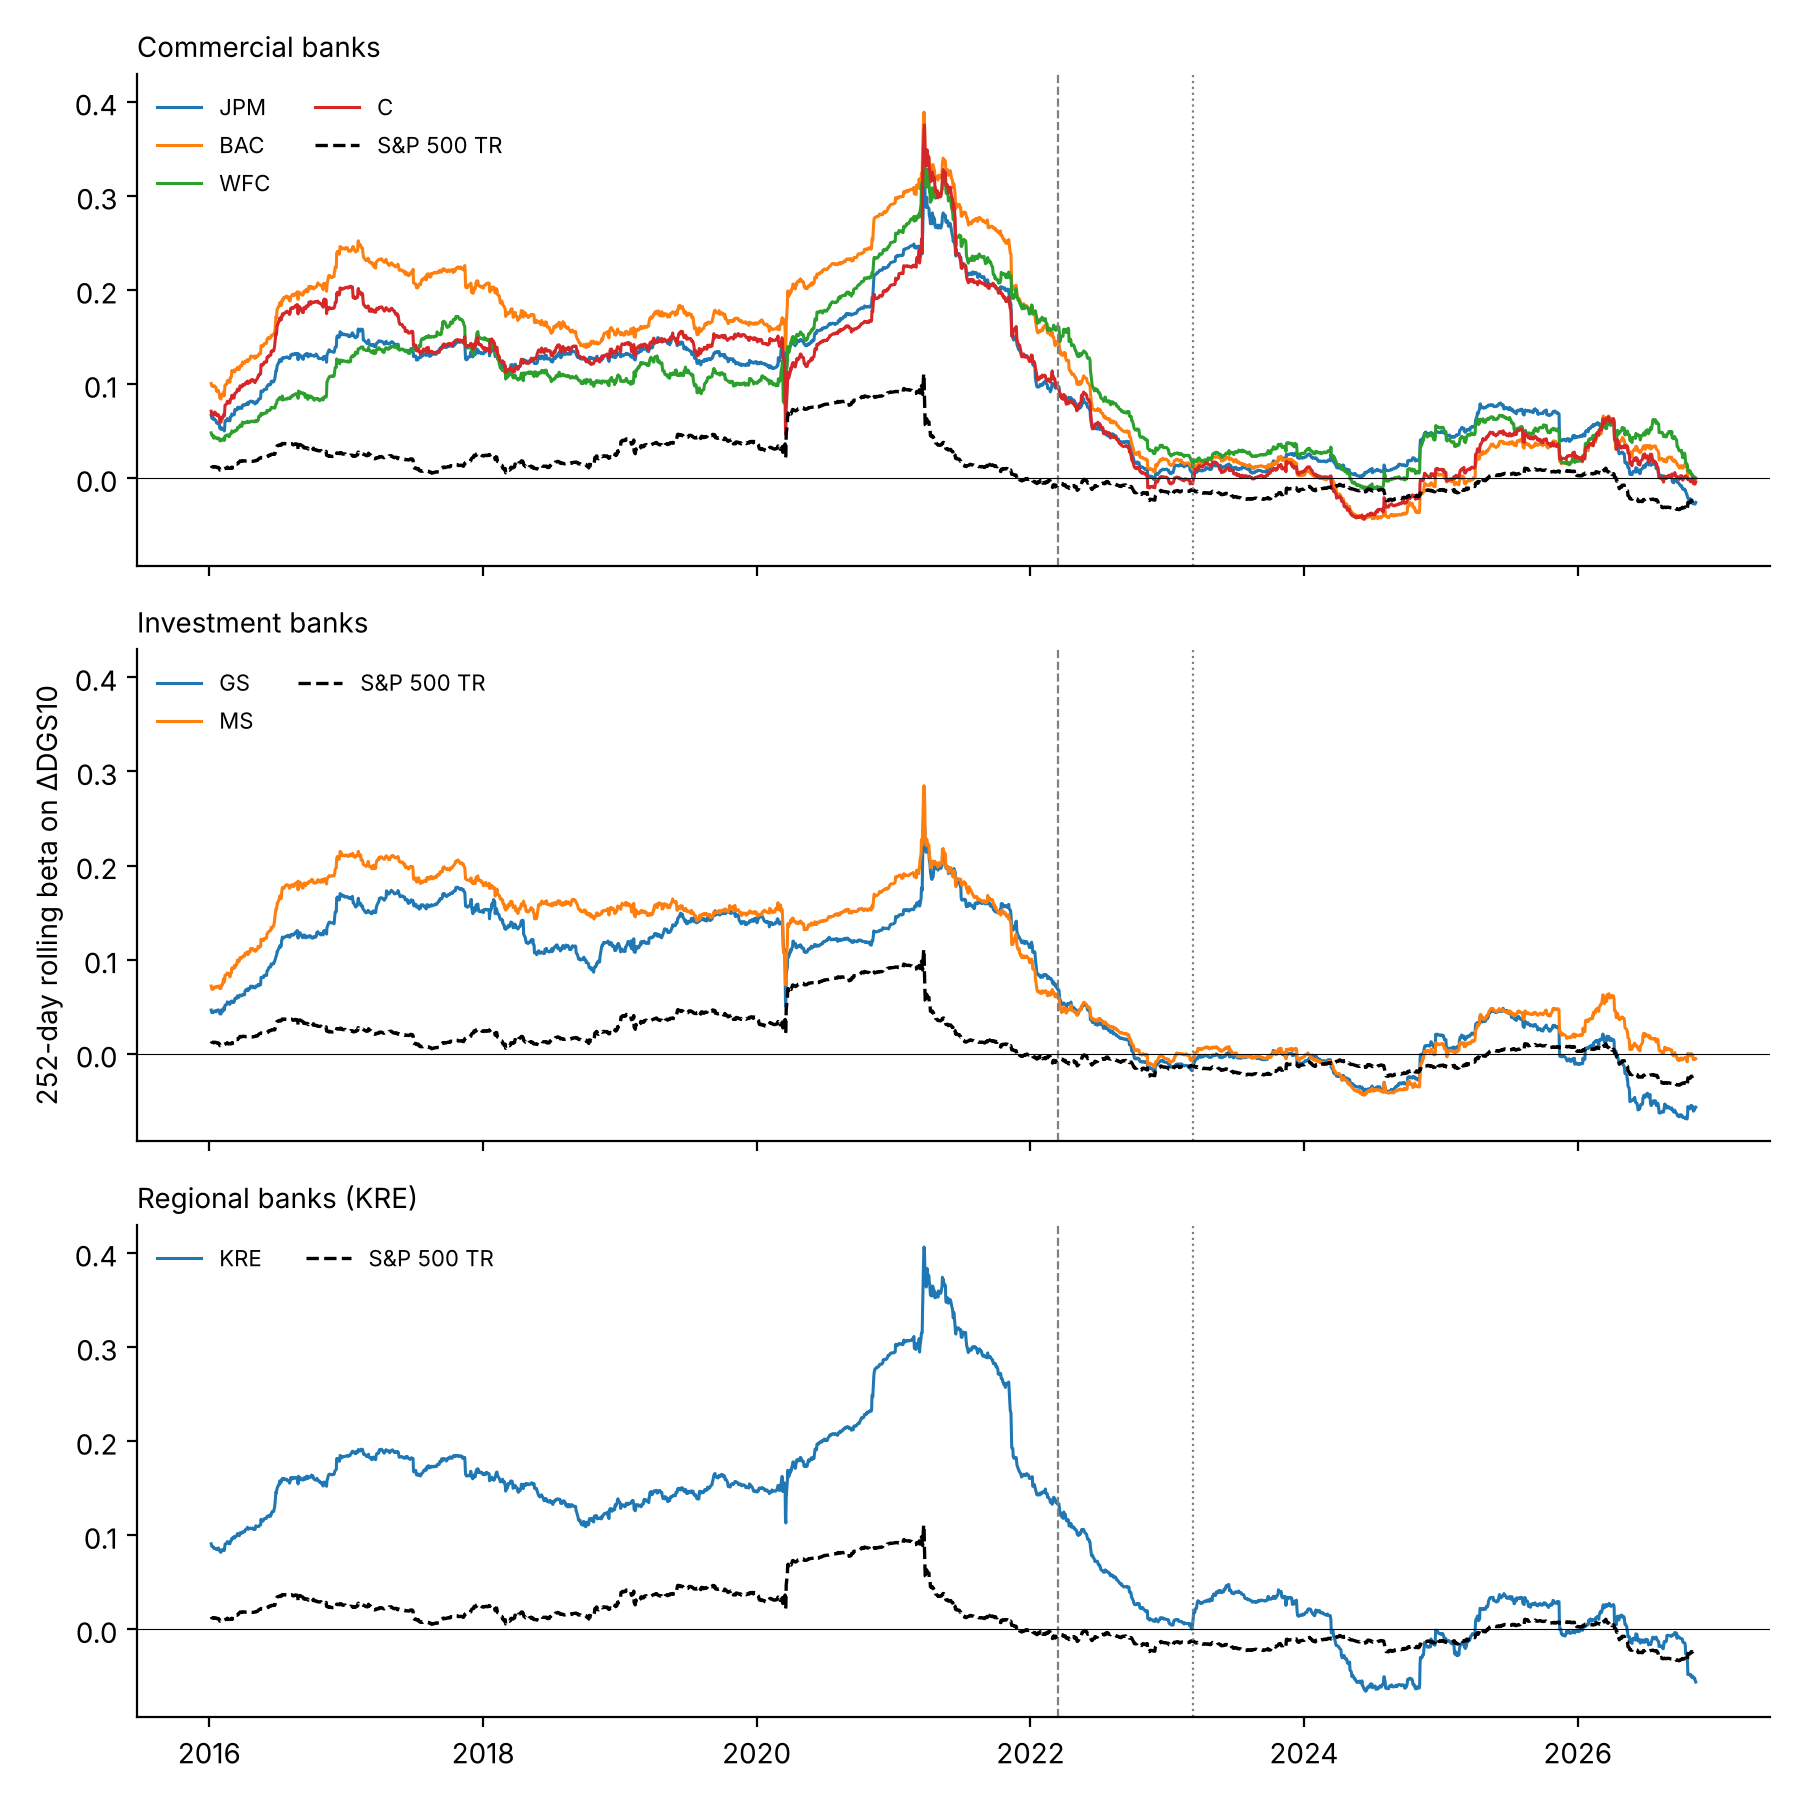 Commercial banks
0.4
0.3
0.2
0.1
0.0
JPM
BAC
WFC
C
S&P 500 TR
Investment banks
252-day rolling beta on ΔDGS10
0.4
0.3
0.2
0.1
0.0
GS
MS
S&P 500 TR
Regional banks (KRE)
0.4
0.3
0.2
0.1
0.0
KRE
S&P 500 TR
2016 2018 2020 2022 2024 2026